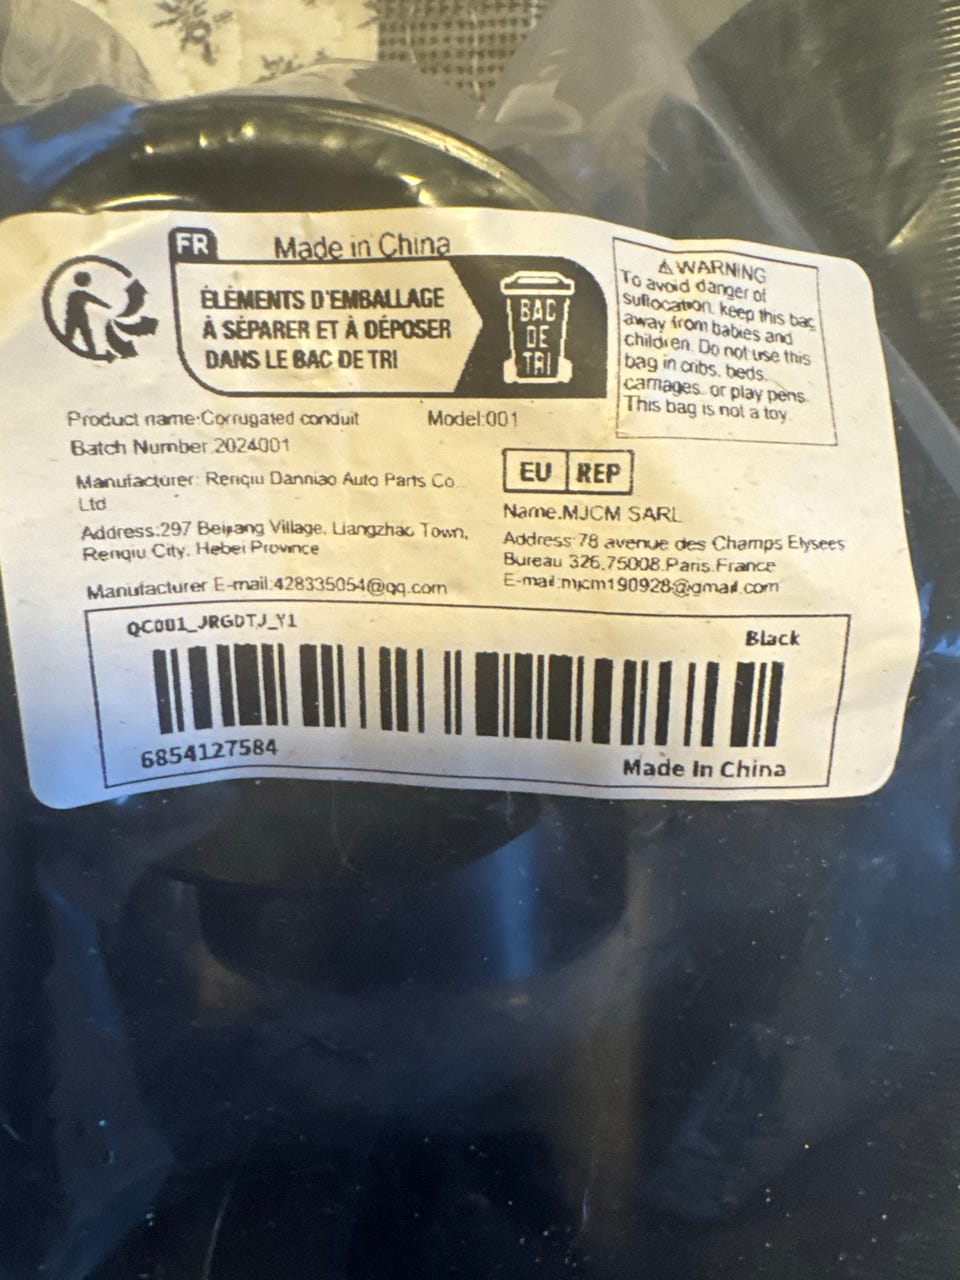 FR
Made in China
ÉLÉMENTS D'EMBALLAGE
À SÉPARER ET À DÉPOSER
DANS LE BAC DE TRI
BAC
DE
TRI
⚠ WARNING
To avoid danger of
suffocation, keep this bag
away from babies and
children. Do not use this
bag in cribs, beds,
carriages, or play pens.
This bag is not a toy.
Product name:Corrugated conduit
Model:001
Batch Number 2024001
Manufacturer: Renqiu Danniao Auto Parts Co.
Ltd
Address:297 Beigang Village, Liangzhao Town,
Renqiu City, Hebei Province
Manufacturer E-mail:428335054@qq.com
EU REP
Name.MJCM SARL
Address:78 avenue des Champs Elysees
Bureau 326,75008.Paris.France
E-mail:mjcm190928@gmail.com
QC001_JRGDTJ_Y1
Black
6854127584
Made In China